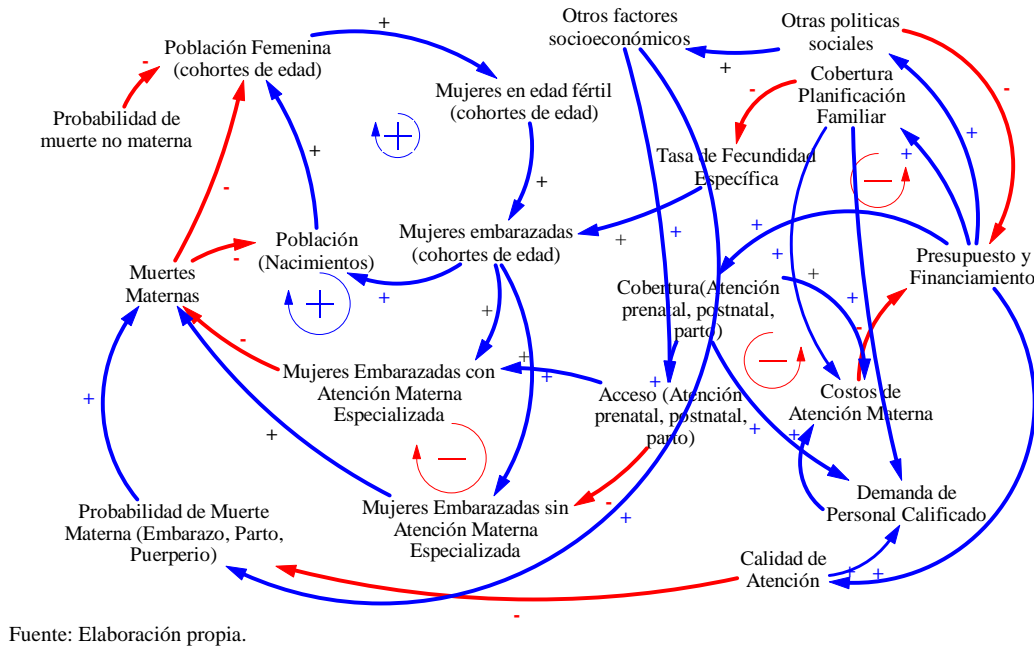 Otros factores
socioeconómicos
Otras politicas
sociales
Población Femenina
(cohortes de edad)
Mujeres en edad fértil
(cohortes de edad)
Cobertura
Planificación
Familiar
Probabilidad de
muerte no materna
Tasa de Fecundidad
Específica
Población
(Nacimientos)
Mujeres embarazadas
(cohortes de edad)
Muertes
Maternas
Presupuesto y
Financiamiento
Cobertura(Atención
prenatal, postnatal,
parto)
Mujeres Embarazadas con
Atención Materna
Especializada
Acceso (Atención
prenatal, postnatal,
parto)
Costos de
Atención Materna
Probabilidad de Muerte
Materna (Embarazo, Parto,
Puerperio)
Mujeres Embarazadas sin
Atención Materna
Especializada
Demanda de
Personal Calificado
Calidad de
Atención
Fuente: Elaboración propia.